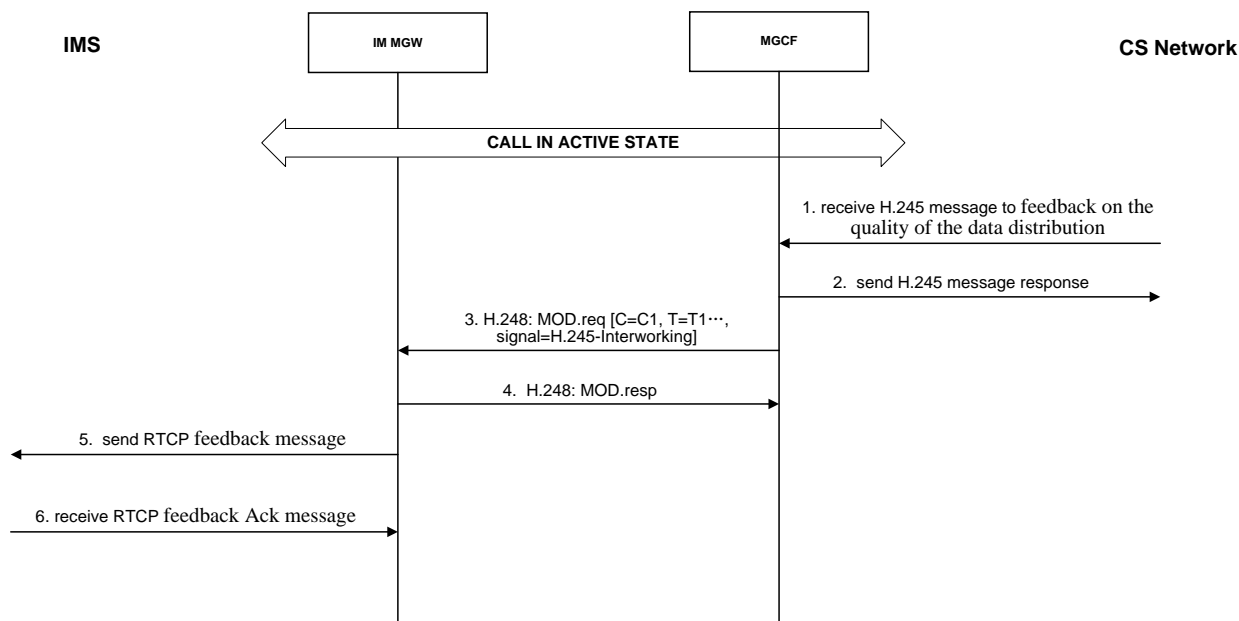 IMS
IM MGW
MGCF
CS Network
CALL IN ACTIVE STATE
1. receive H.245 message to feedback on the
quality of the data distribution
2. send H.245 message response
3. H.248: MOD.req [C=C1, T=T1⋯,
signal=H.245-Interworking]
4. H.248: MOD.resp
5. send RTCP feedback message
6. receive RTCP feedback Ack message